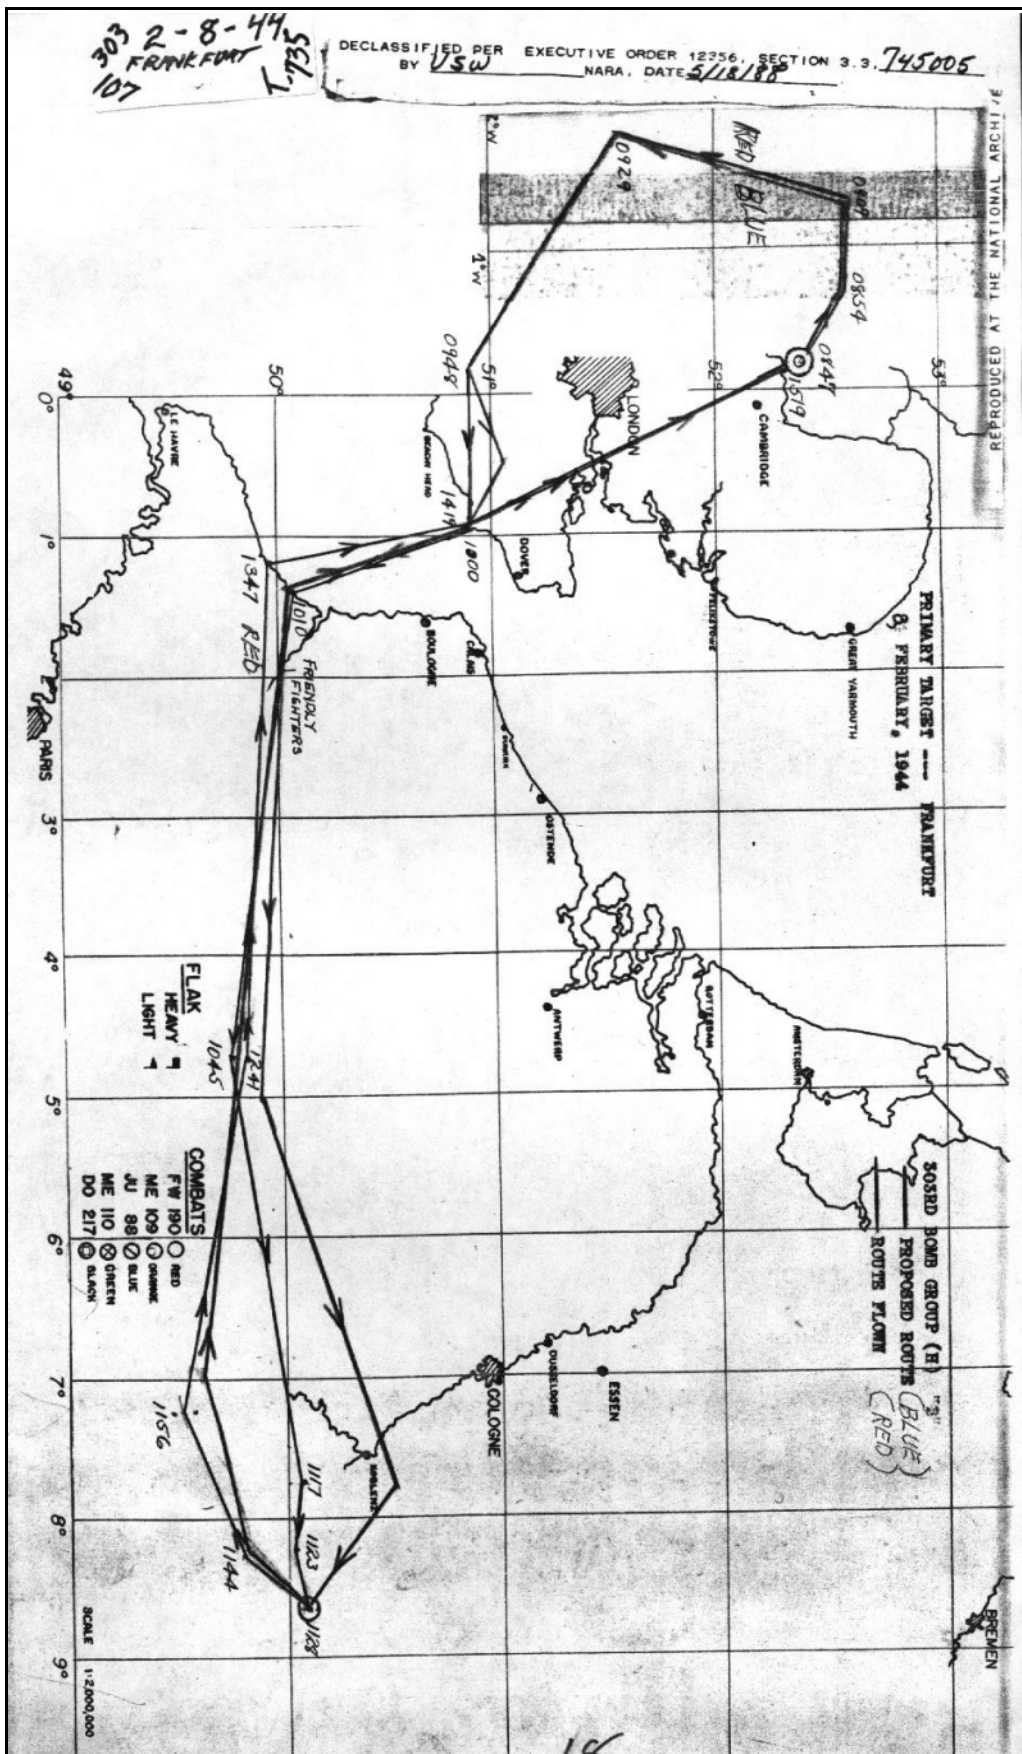 303 2-8-44
FRANKFURT
107
DECLASSIFIED PER EXECUTIVE ORDER 12356, SECTION 3.3, 745005
BY VSW NARA, DATE 5/18/88
REPRODUCED AT THE NATIONAL ARCHIVE
PRIMARY TARGET --- FRANKFURT
8 FEBRUARY, 1944
303RD BOMB GROUP (H)
PROPOSED ROUTE (BLUE)
ROUTE FLOWN (RED)
RED
BLUE
2°W
1°W
0°
1°
2°
3°
4°
5°
6°
7°
8°
9°
49°
50°
51°
52°
53°
0929
0854
0847
1519
0948
1419
1000
1347 RED
1010
FRIENDLY
FIGHTERS
1045
1241
1117
1123
1128
1144
1156
LONDON
CAMBRIDGE
BEACHY HEAD
DOVER
FELIXSTOWE
GREAT YARMOUTH
LE HAVRE
PARIS
BOULOGNE
CALAIS
OSTENDE
ANTWERP
ROTTERDAM
AMSTERDAM
DUSSELDORF
ESSEN
COLOGNE
BREMEN
FLAK
HEAVY
LIGHT
COMBATS
FW 190 RED
ME 109 ORANGE
JU 88 BLUE
ME 110 GREEN
DO 217 BLACK
SCALE 1:2,000,000